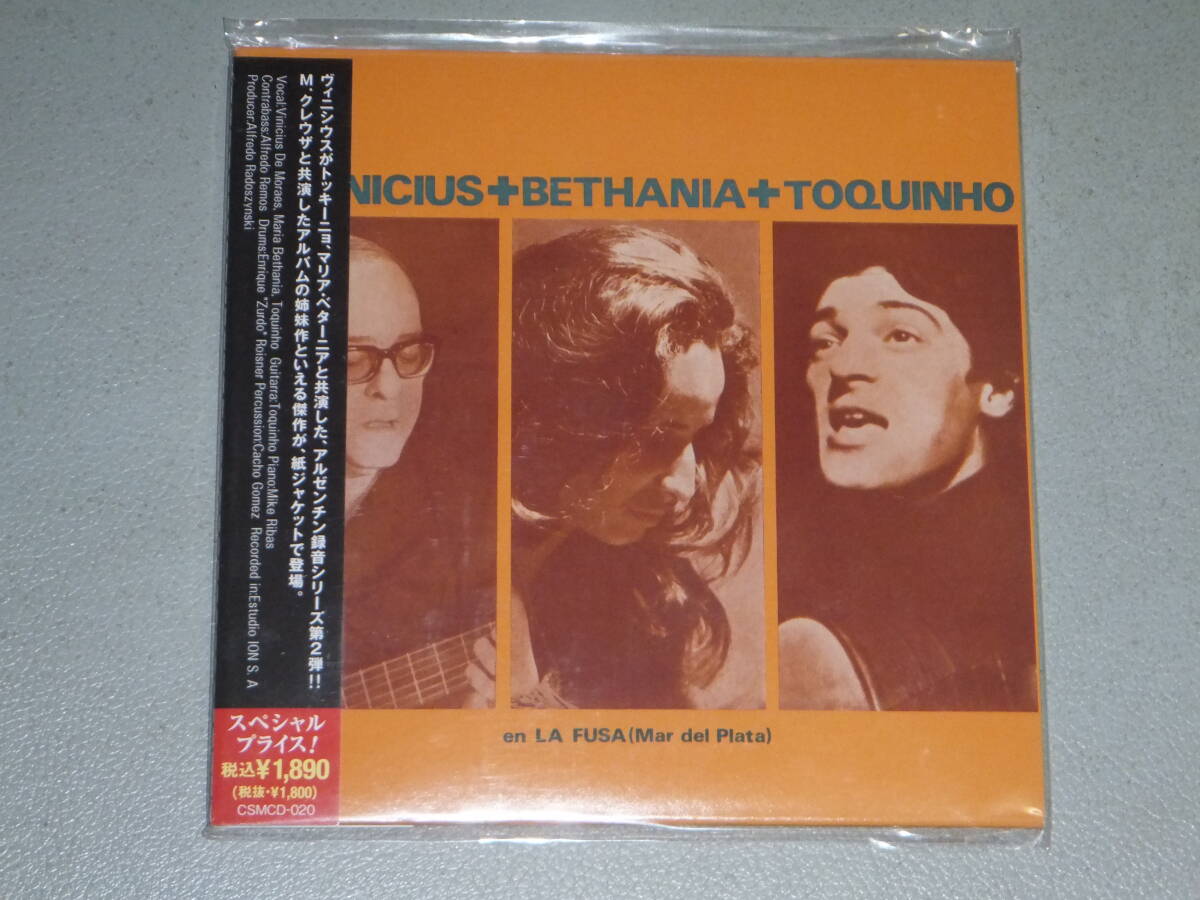 ヴィニシウスがトッキーニョ、マリア・ベターニアと共演した、アルゼンチン録音シリーズ第2弾!!
M、クレウザと共演したアルバムの姉妹作といえる傑作が、紙ジャケットで登場。
Vocal:Vinicius De Moraes, Maria Bethania, Toquinho Guitarra:Toquinho Piano:Mike Ribas
Contrabass:Alfredo Remos Drums:Enrique "Zurdo" Roisner Percussion:Cacho Gomez Recorded in:Estudio ION S. A
Producer:Alfredo Radoszynski
スペシャル
プライス!
税込¥1,890
(税抜・¥1,800)
CSMCD-020
NICIUS+BETHANIA+TOQUINHO
en LA FUSA (Mar del Plata)